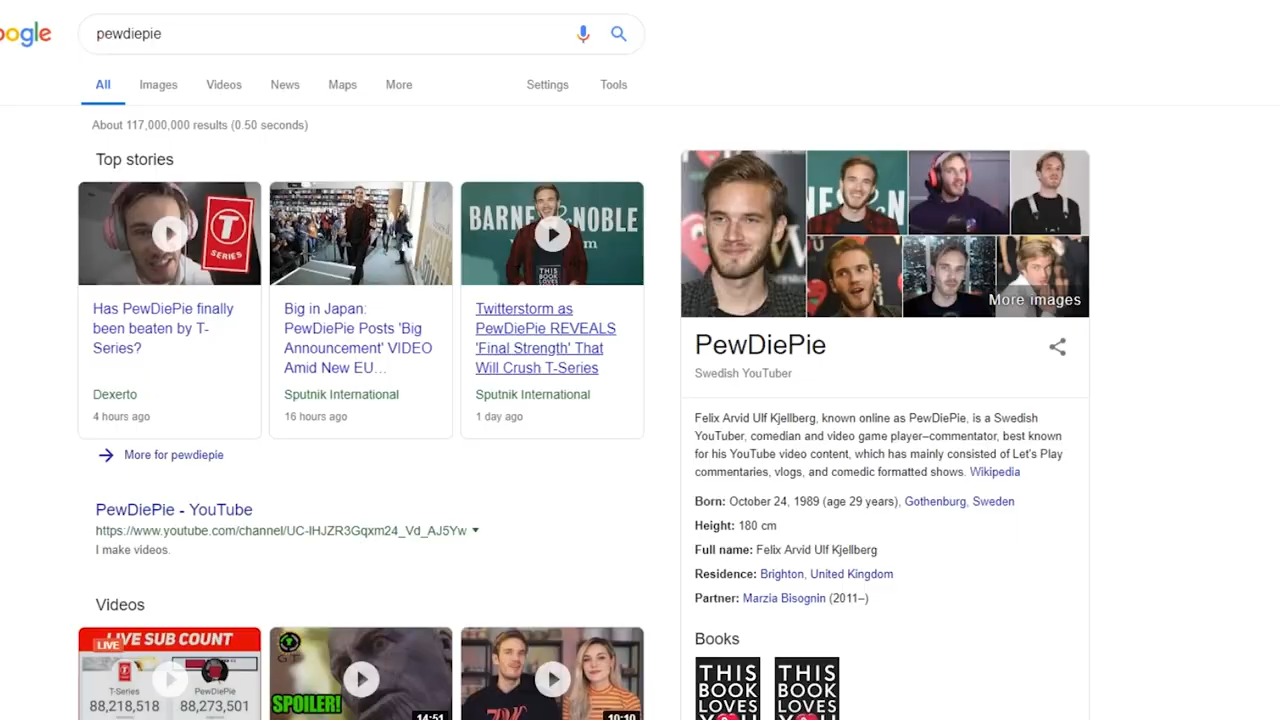 oogle
pewdiepie
All Images Videos News Maps More Settings Tools
About 117,000,000 results (0.50 seconds)
Top stories
T
SERIES
BARNES & NOBLE
THIS
BOOK
LOVES
Has PewDiePie finally
been beaten by T-
Series?
Dexerto
4 hours ago
Big in Japan:
PewDiePie Posts 'Big
Announcement' VIDEO
Amid New EU...
Sputnik International
16 hours ago
Twitterstorm as
PewDiePie REVEALS
'Final Strength' That
Will Crush T-Series
Sputnik International
1 day ago
More for pewdiepie
PewDiePie - YouTube
https://www.youtube.com/channel/UC-lHJZR3Gqxm24_Vd_AJ5Yw
I make videos.
Videos
LIVE SUB COUNT
LIVE
T-Series PewDiePie
88,218,518 88,273,501
GT
SPOILER!
14:51
10:10
More images
PewDiePie
Swedish YouTuber
Felix Arvid Ulf Kjellberg, known online as PewDiePie, is a Swedish
YouTuber, comedian and video game player–commentator, best known
for his YouTube video content, which has mainly consisted of Let's Play
commentaries, vlogs, and comedic formatted shows. Wikipedia
Born: October 24, 1989 (age 29 years), Gothenburg, Sweden
Height: 180 cm
Full name: Felix Arvid Ulf Kjellberg
Residence: Brighton, United Kingdom
Partner: Marzia Bisognin (2011–)
Books
THIS
BOOK
LOVES
THIS
BOOK
LOVES